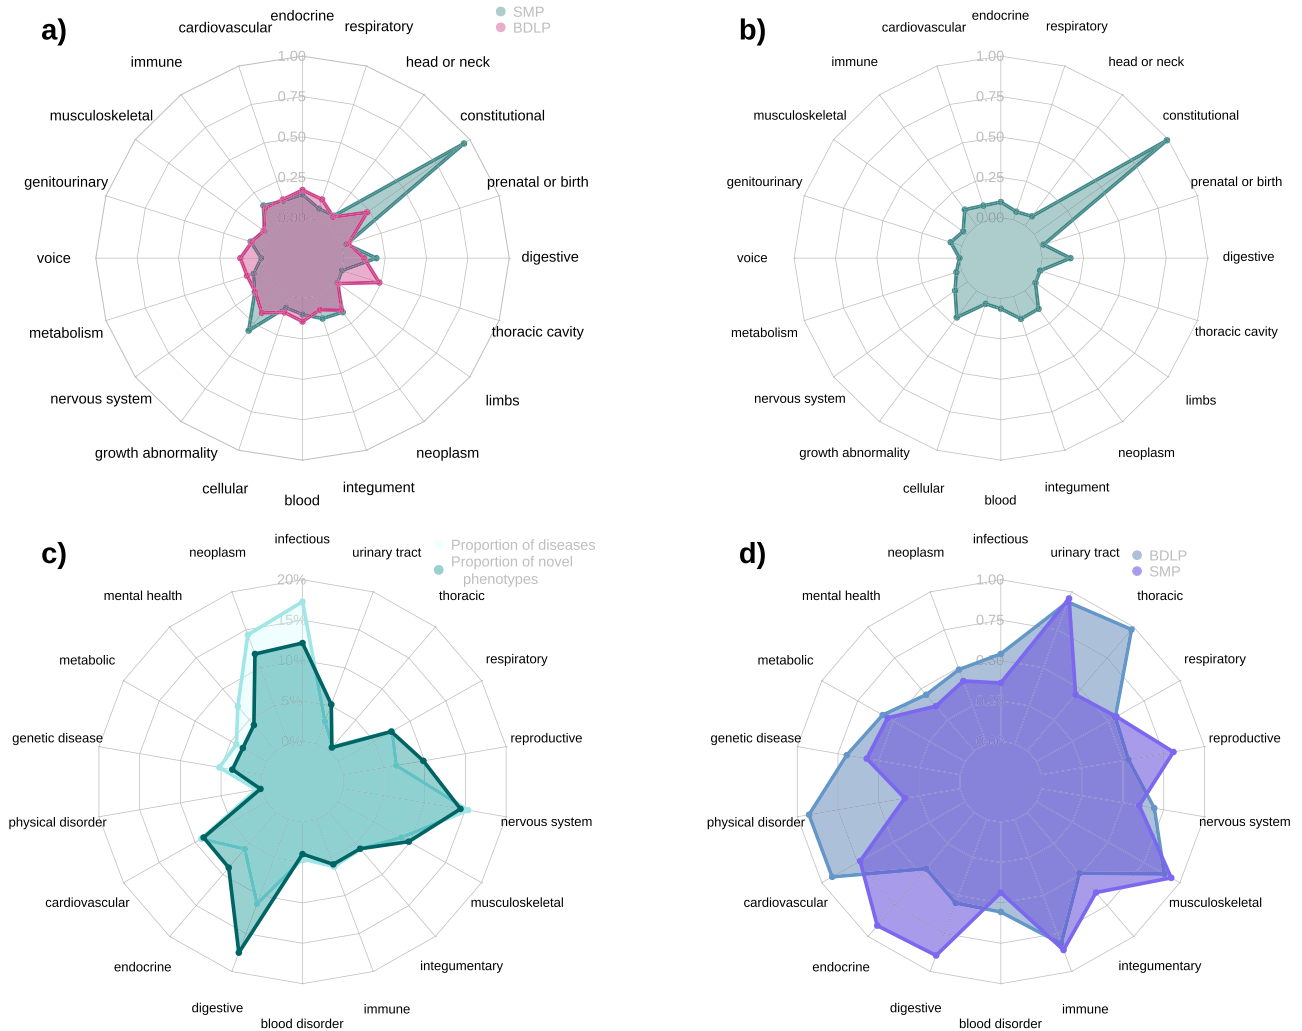 a)
endocrine
cardiovascular
respiratory
immune
head or neck
musculoskeletal
constitutional
genitourinary
prenatal or birth
voice
digestive
metabolism
thoracic cavity
nervous system
limbs
growth abnormality
neoplasm
cellular
integument
blood
1.00
0.75
0.50
0.25
0.00
SMP
BDLP
b)
endocrine
cardiovascular
respiratory
immune
head or neck
musculoskeletal
constitutional
genitourinary
prenatal or birth
voice
digestive
metabolism
thoracic cavity
nervous system
limbs
growth abnormality
neoplasm
cellular
integument
blood
1.00
0.75
0.50
0.25
0.00
c)
infectious
neoplasm
urinary tract
mental health
thoracic
metabolic
respiratory
genetic disease
reproductive
physical disorder
nervous system
cardiovascular
musculoskeletal
endocrine
integumentary
digestive
immune
blood disorder
20%
15%
10%
5%
0%
Proportion of diseases
Proportion of novel
phenotypes
d)
infectious
neoplasm
urinary tract
mental health
thoracic
metabolic
respiratory
genetic disease
reproductive
physical disorder
nervous system
cardiovascular
musculoskeletal
endocrine
integumentary
digestive
immune
blood disorder
1.00
0.75
0.50
0.25
0.00
BDLP
SMP